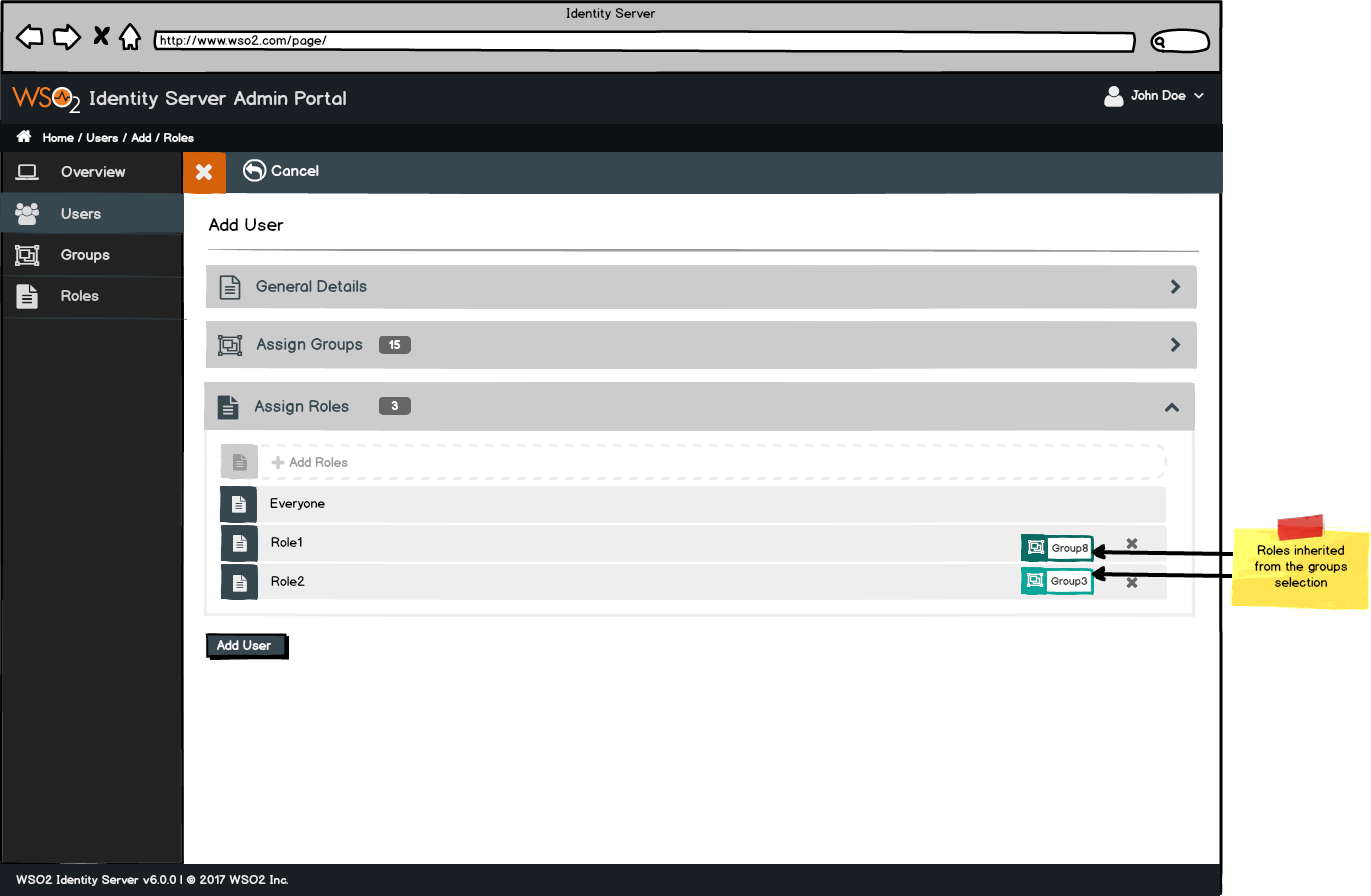 Identity Server
http://www.wso2.com/page/
WSO2 Identity Server Admin Portal
John Doe
Home / Users / Add / Roles
Overview
Cancel
Users
Groups
Roles
Add User
General Details
Assign Groups 15
Assign Roles 3
Add Roles
Everyone
Role1 Group8
Role2 Group3
Roles inherited
from the groups
selection
Add User
WSO2 Identity Server v6.0.0 | © 2017 WSO2 Inc.